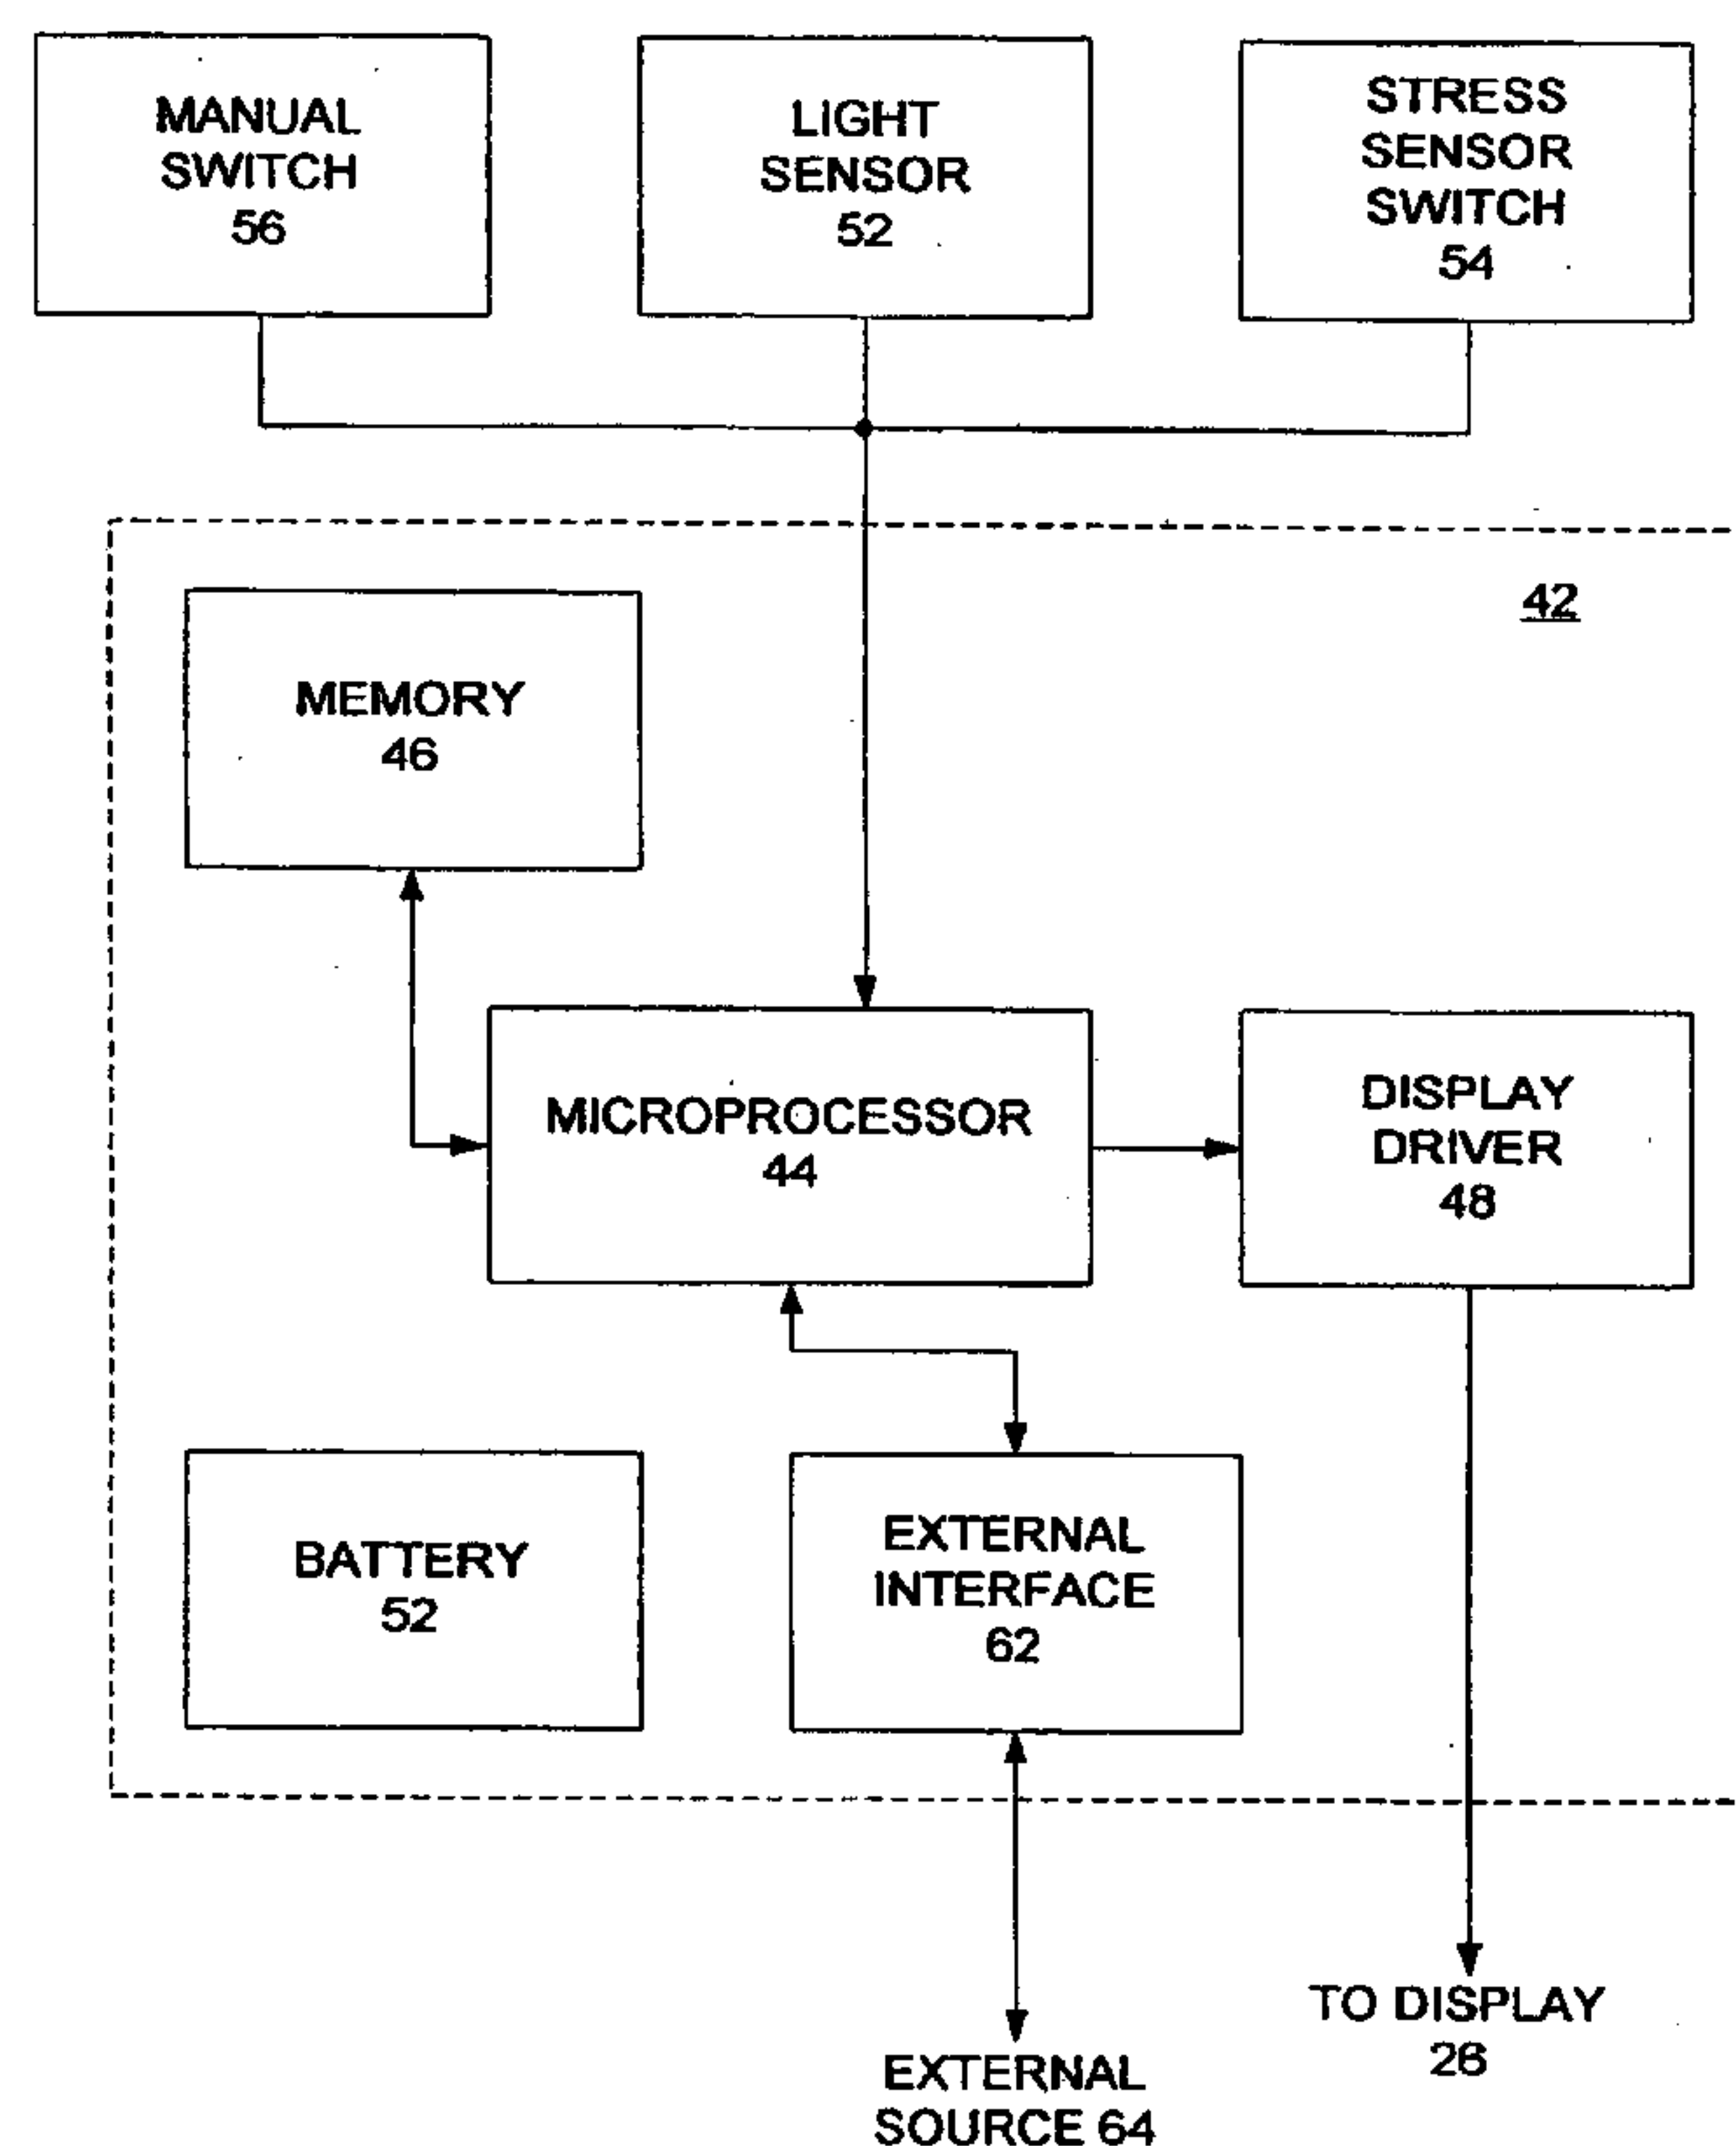 MANUAL
SWITCH
56
LIGHT
SENSOR
52
STRESS
SENSOR
SWITCH
54
42
MEMORY
46
MICROPROCESSOR
44
DISPLAY
DRIVER
48
BATTERY
52
EXTERNAL
INTERFACE
62
TO DISPLAY
26
EXTERNAL
SOURCE 64